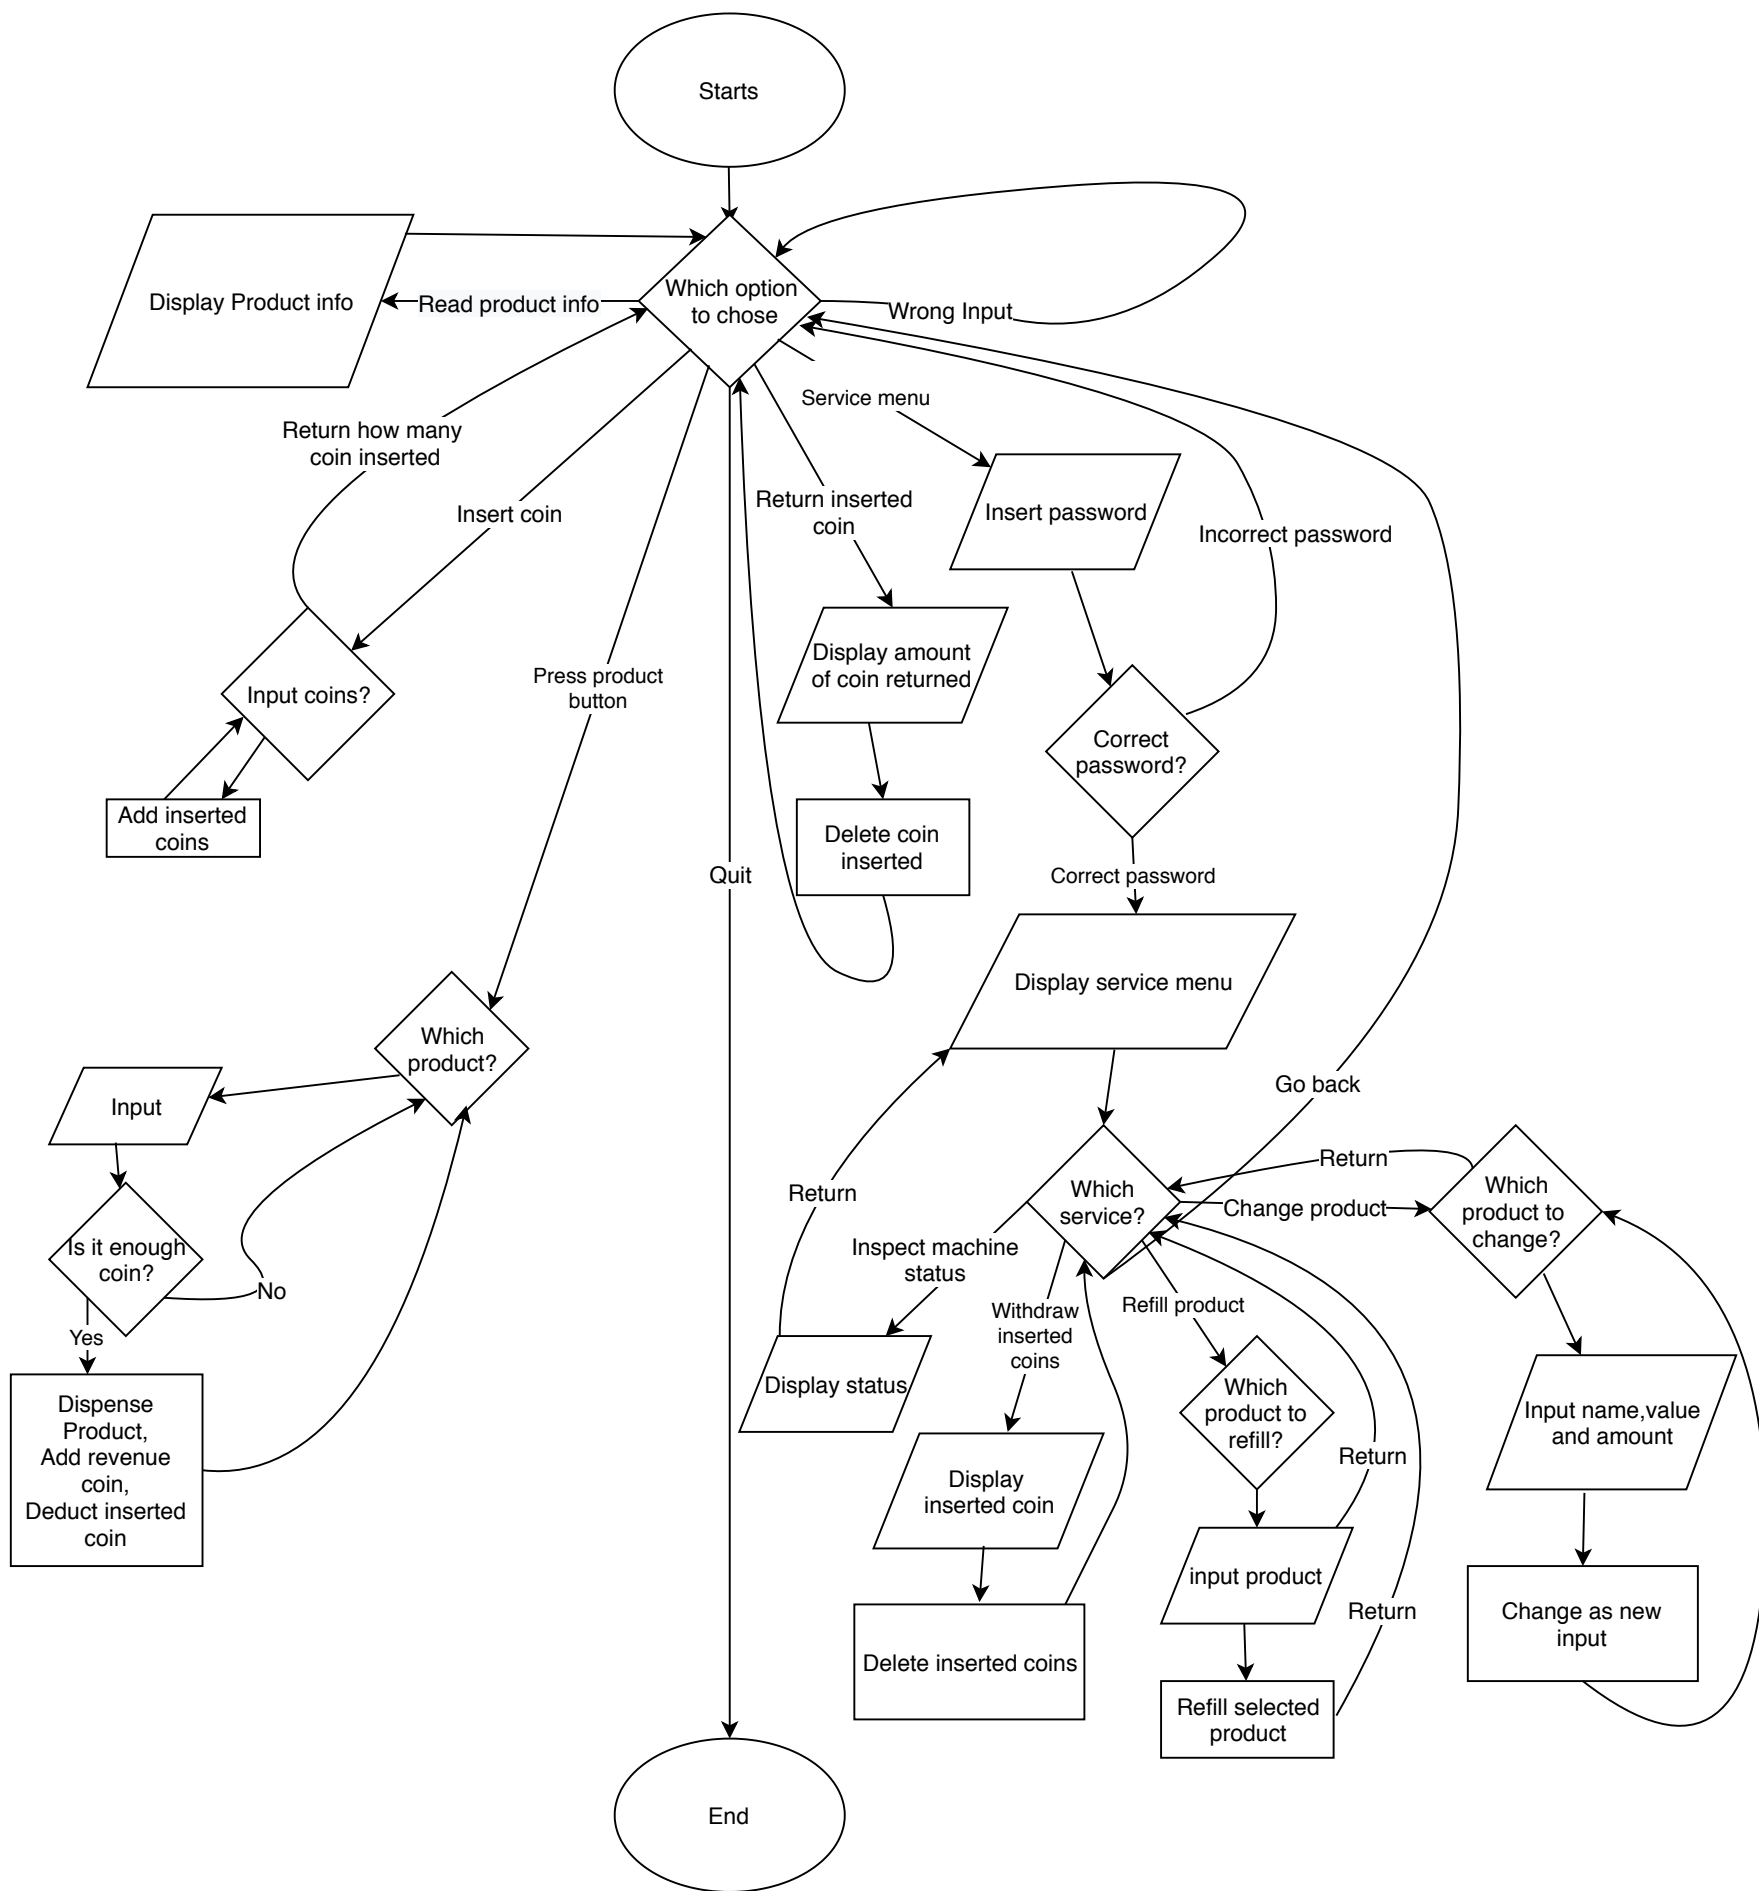 Starts
Which option
to chose
Display Product info
Read product info
Wrong Input
Service menu
Return how many
coin inserted
Insert coin
Return inserted
coin
Insert password
Incorrect password
Press product
button
Input coins?
Display amount
of coin returned
Correct
password?
Add inserted
coins
Delete coin
inserted
Quit
Correct password
Display service menu
Which
product?
Input
Go back
Return
Return
Which
service?
Change product
Which
product to
change?
Is it enough
coin?
No
Yes
Inspect machine
status
Withdraw
inserted
coins
Refill product
Display status
Which
product to
refill?
Input name,value
and amount
Dispense
Product,
Add revenue
coin,
Deduct inserted
coin
Display
inserted coin
Return
input product
Return
Change as new
input
Delete inserted coins
Refill selected
product
End